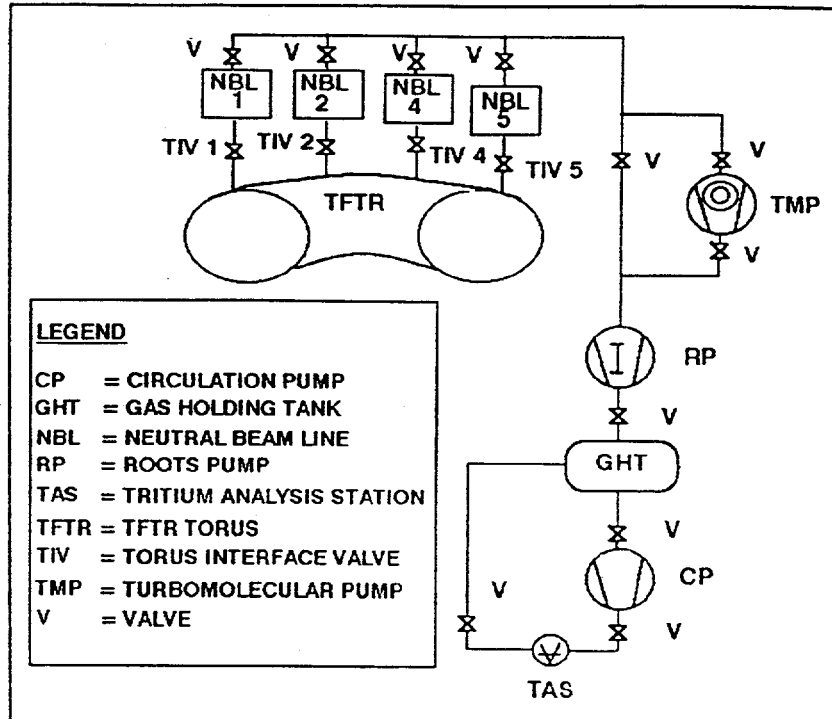 V V V V
NBL 1
NBL 2
NBL 4
NBL 5
TIV 1
TIV 2
TIV 4
TIV 5
TFTR
V
V
TMP
V
RP
V
GHT
V
CP
V
V
TAS
LEGEND
CP = CIRCULATION PUMP
GHT = GAS HOLDING TANK
NBL = NEUTRAL BEAM LINE
RP = ROOTS PUMP
TAS = TRITIUM ANALYSIS STATION
TFTR = TFTR TORUS
TIV = TORUS INTERFACE VALVE
TMP = TURBOMOLECULAR PUMP
V = VALVE